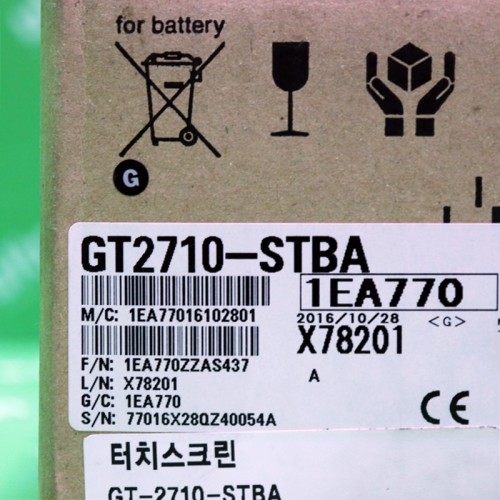 for battery
G
GT2710-STBA
1EA770
M/C: 1EA77016102801
2016/10/28 <G>
X78201
F/N: 1EA770ZZAS437
L/N: X78201
A
G/C: 1EA770
S/N: 77016X28QZ40054A
CE
터치스크린
GT-2710-STBA